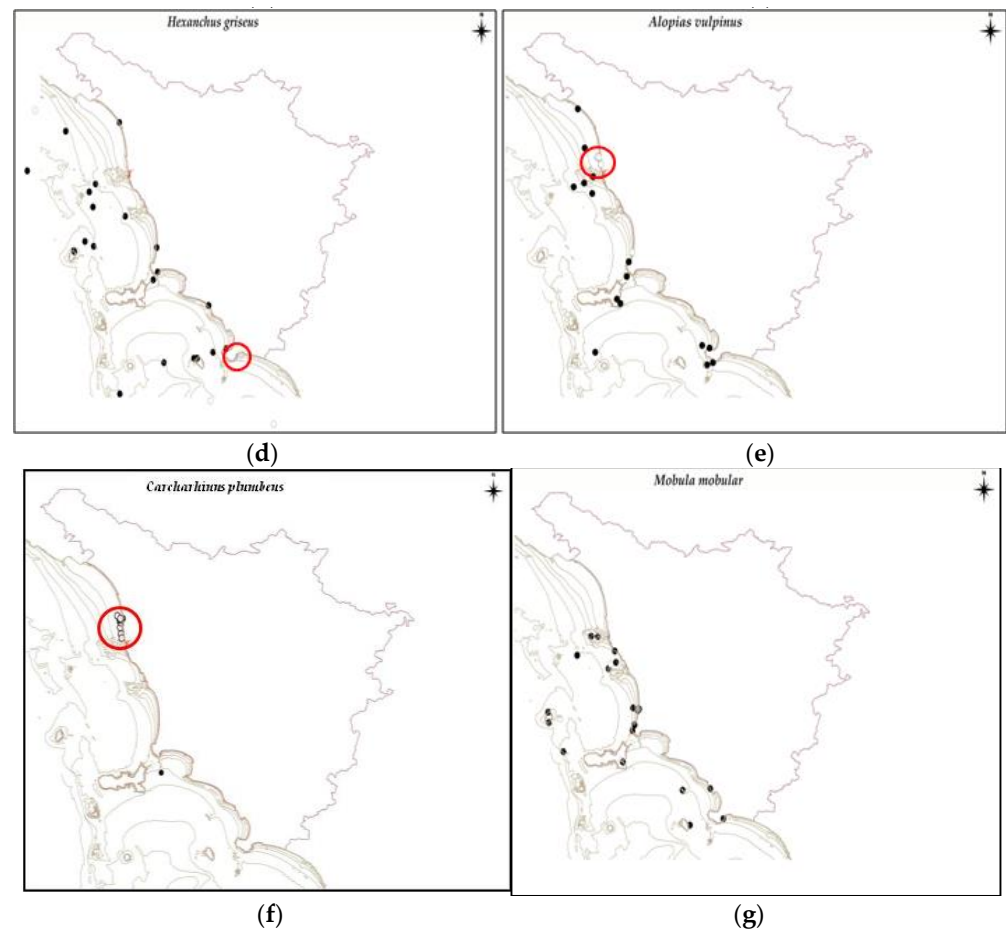 Hexanchus griseus
Alopias vulpinus
(d)
(e)
Carcharhinus plumbeus
Mobula mobular
(f)
(g)